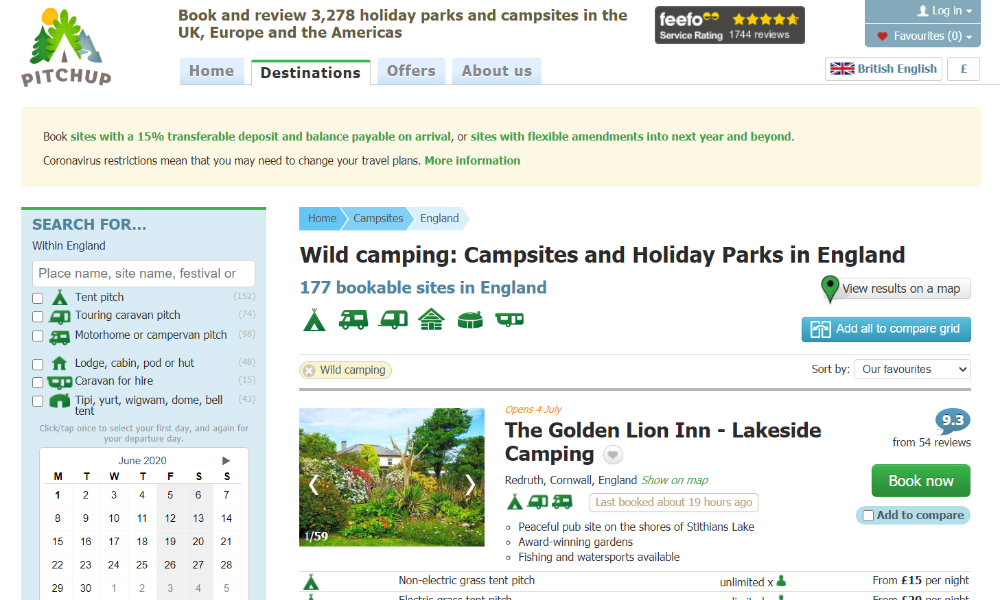 PITCHUP
Book and review 3,278 holiday parks and campsites in the
UK, Europe and the Americas
feefo
Service Rating 1744 reviews
Log in
Favourites (0)
Home
Destinations
Offers
About us
British English
£
Book sites with a 15% transferable deposit and balance payable on arrival, or sites with flexible amendments into next year and beyond.
Coronavirus restrictions mean that you may need to change your travel plans. More information
SEARCH FOR...
Within England
Place name, site name, festival or
Tent pitch (152)
Touring caravan pitch (74)
Motorhome or campervan pitch (98)
Lodge, cabin, pod or hut (48)
Caravan for hire (15)
Tipi, yurt, wigwam, dome, bell (43)
tent
Click/tap once to select your first day, and again for
your departure day.
June 2020
M T W T F S S
1 2 3 4 5 6 7
8 9 10 11 12 13 14
15 16 17 18 19 20 21
22 23 24 25 26 27 28
29 30 1 2 3 4 5
Home Campsites England
Wild camping: Campsites and Holiday Parks in England
177 bookable sites in England
View results on a map
Add all to compare grid
Wild camping
Sort by: Our favourites
1/59
Opens 4 July
The Golden Lion Inn - Lakeside
Camping
Redruth, Cornwall, England Show on map
Last booked about 19 hours ago
Peaceful pub site on the shores of Stithians Lake
Award-winning gardens
Fishing and watersports available
9.3
from 54 reviews
Book now
Add to compare
Non-electric grass tent pitch unlimited x From £15 per night
Electric grass tent pitch unlimited x From £20 per night